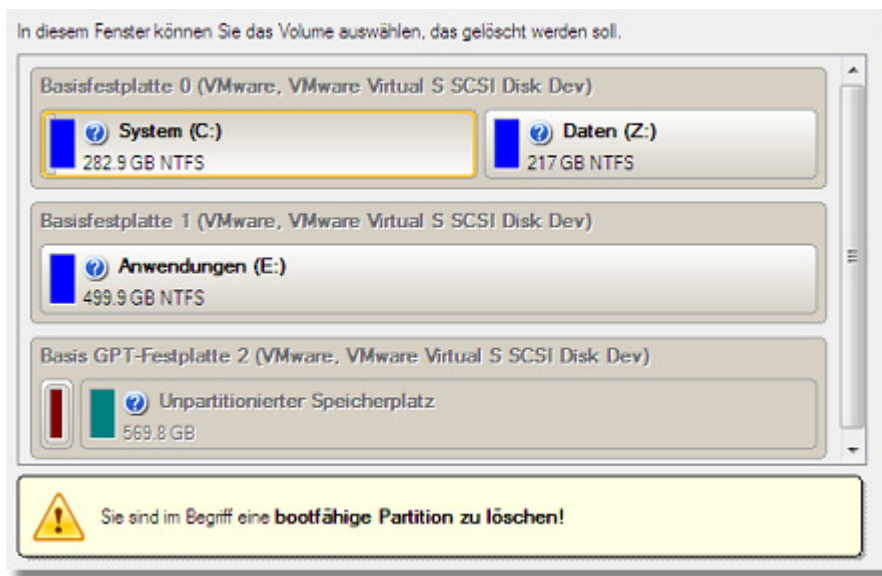 In diesem Fenster können Sie das Volume auswählen, das gelöscht werden soll.
Basisfestplatte 0 (VMware, VMware Virtual S SCSI Disk Dev)
System (C:)
282.9 GB NTFS
Daten (Z:)
217 GB NTFS
Basisfestplatte 1 (VMware, VMware Virtual S SCSI Disk Dev)
Anwendungen (E:)
499.9 GB NTFS
Basis GPT-Festplatte 2 (VMware, VMware Virtual S SCSI Disk Dev)
Unpartitionierter Speicherplatz
569.8 GB
Sie sind im Begriff eine bootfähige Partition zu löschen!